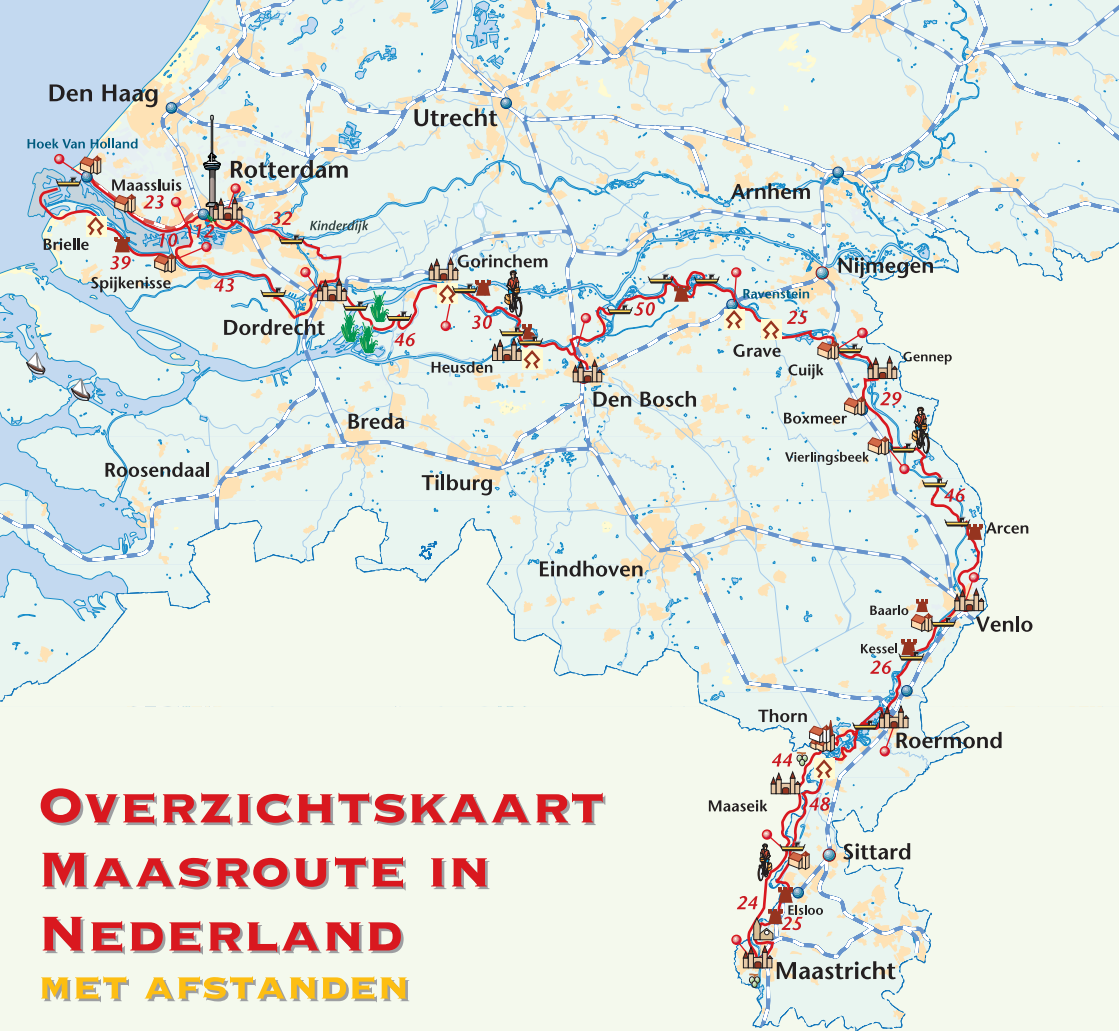 Den Haag
Utrecht
Hoek Van Holland
Rotterdam
Maassluis
23
Arnhem
32
Kinderdijk
10
12
Brielle
39
Spijkenisse
43
Gorinchem
Nijmegen
Ravenstein
Dordrecht
46
30
50
25
Heusden
Grave
Cuijk
Gennep
Den Bosch
29
Boxmeer
Breda
Vierlingsbeek
Roosendaal
Tilburg
46
Arcen
Eindhoven
Baarlo
Venlo
Kessel
26
Thorn
Roermond
44
Maaseik
48
Sittard
24
Elsloo
25
Maastricht
Overzichtskaart
Maasroute in
Nederland
met afstanden